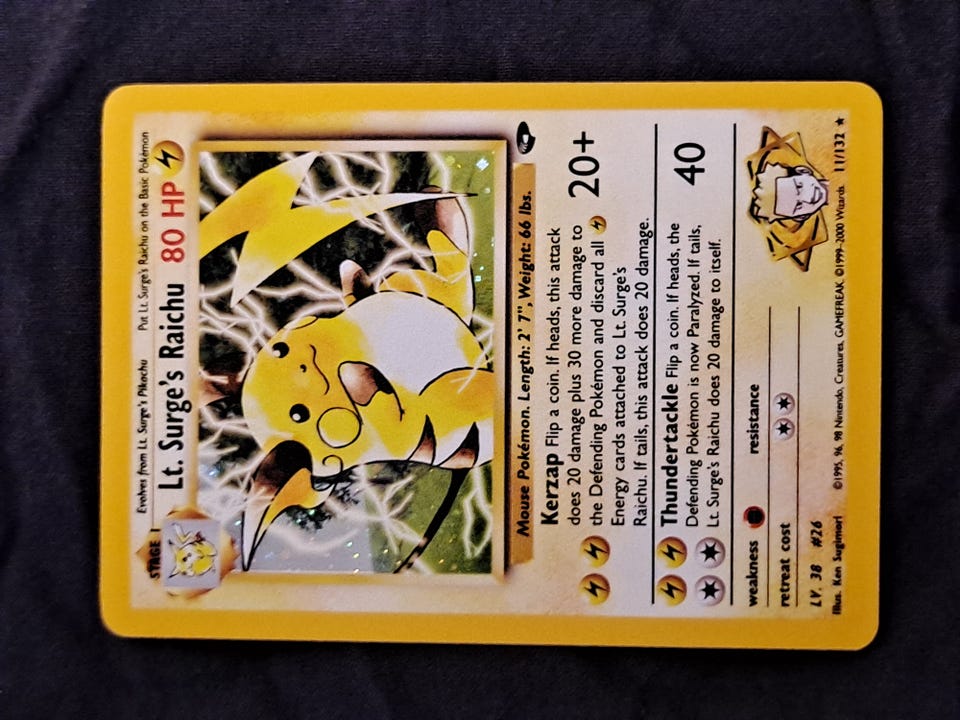 Evolves from Lt. Surge's Pikachu Put Lt. Surge's Raichu on the Basic Pokémon
STAGE 1
Lt. Surge's Raichu 80 HP
Mouse Pokémon. Length: 2' 7", Weight: 66 lbs.
Kerzap Flip a coin. If heads, this attack
does 20 damage plus 30 more damage to
the Defending Pokémon and discard all
Energy cards attached to Lt. Surge's
Raichu. If tails, this attack does 20 damage.
20+
Thundertackle Flip a coin. If heads, the
Defending Pokémon is now Paralyzed. If tails,
Lt. Surge's Raichu does 20 damage to itself.
40
weakness resistance
retreat cost
LV. 38 #26
Illus. Ken Sugimori ©1995, 96, 98 Nintendo, Creatures, GAMEFREAK. ©1999-2000 Wizards. 11/132 ★